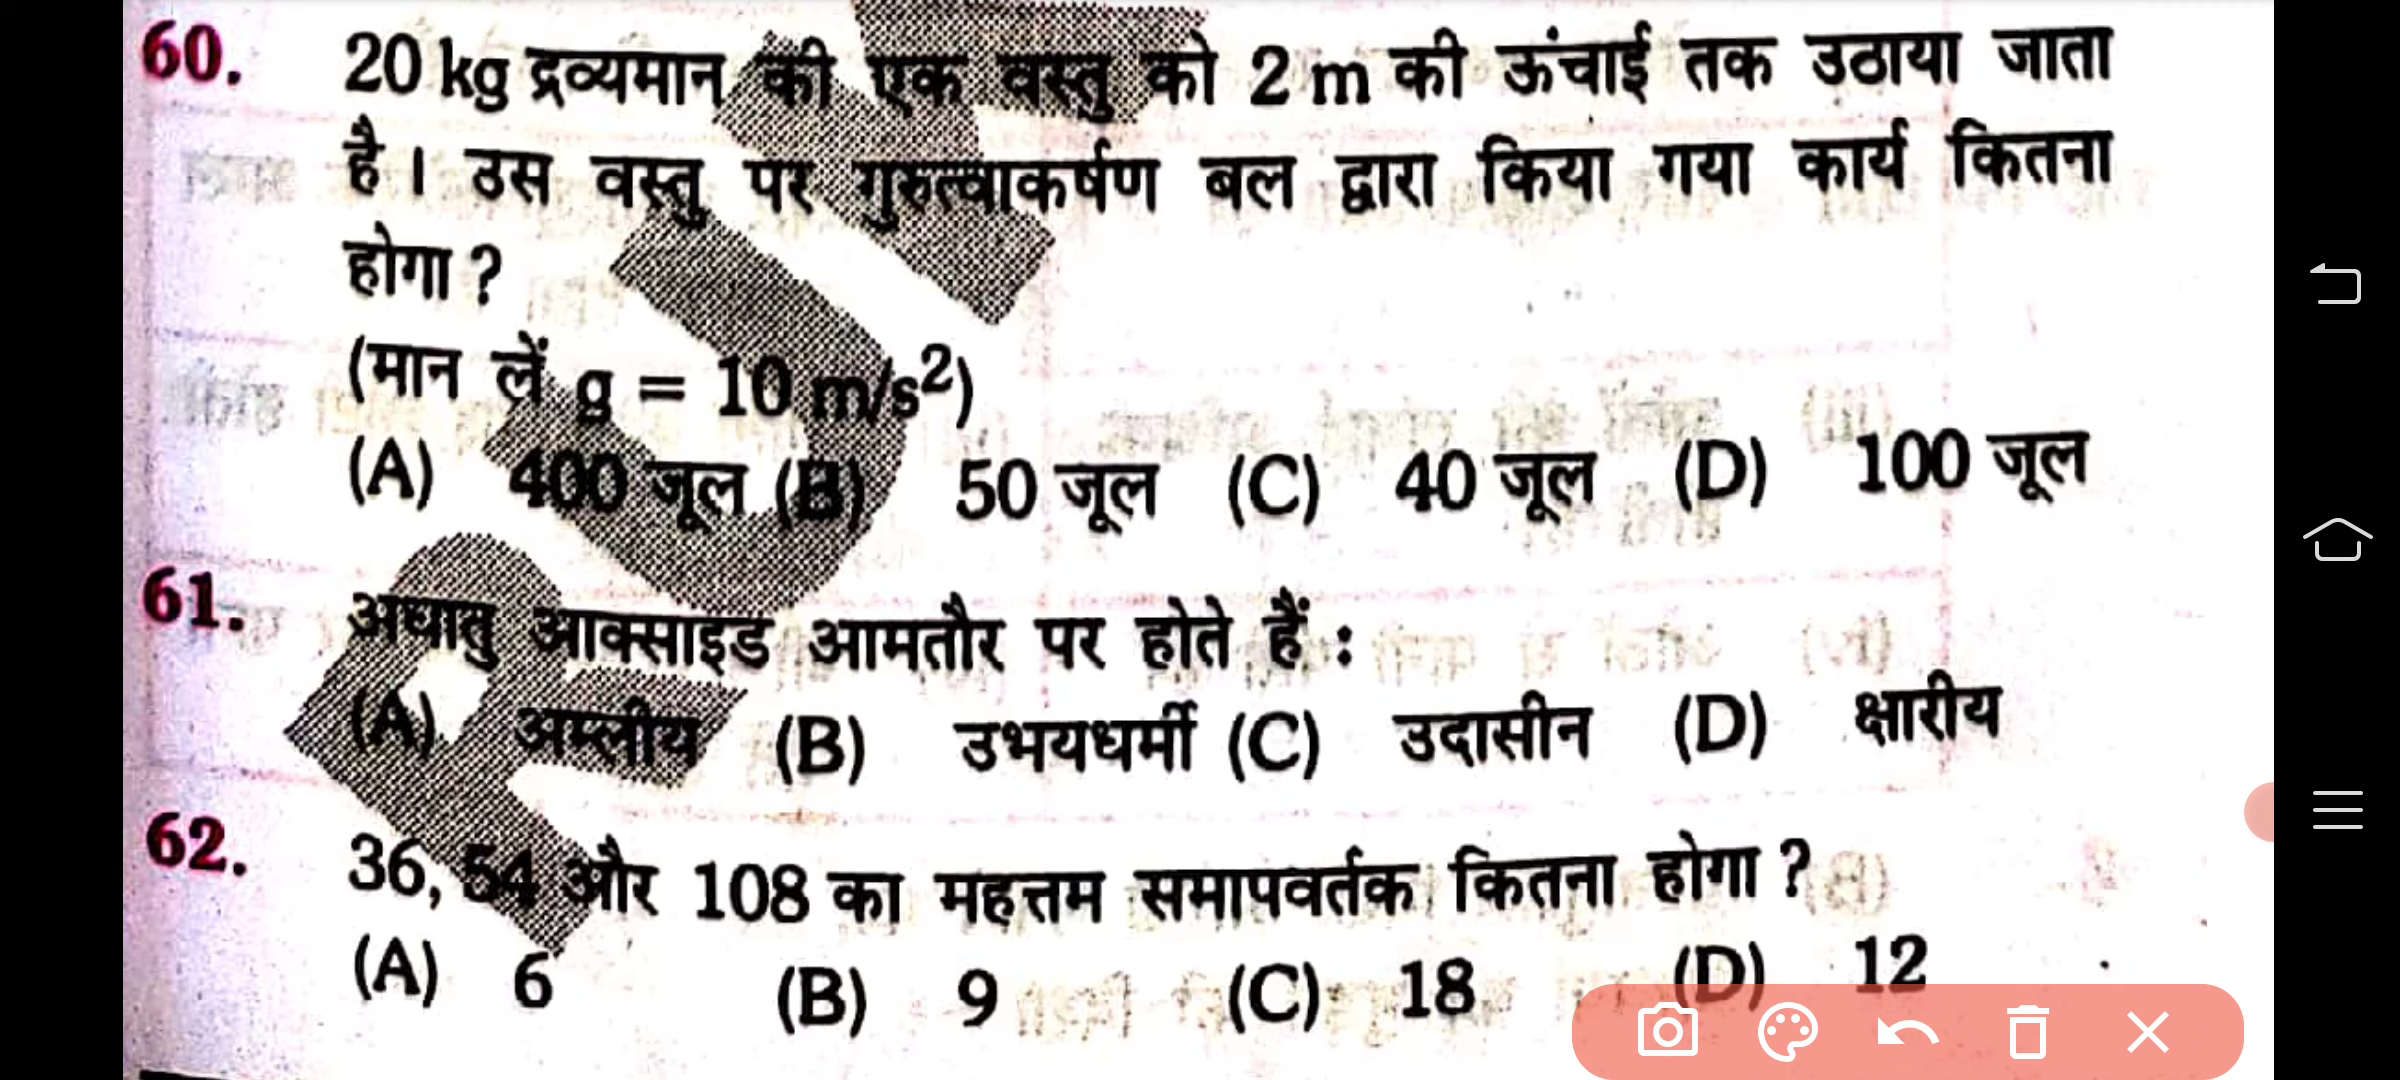 60. 20 kg द्रव्यमान की एक वस्तु को 2 m की ऊंचाई तक उठाया जाता
है। उस वस्तु पर गुरुत्वाकर्षण बल द्वारा किया गया कार्य कितना
होगा ?
(मान लें g = 10 m/s²)
(A) 400 जूल (B) 50 जूल (C) 40 जूल (D) 100 जूल
61. अधातु आक्साइड आमतौर पर होते हैं :
(A) अम्लीय (B) उभयधर्मी (C) उदासीन (D) क्षारीय
62. 36, 54 और 108 का महत्तम समापवर्तक कितना होगा ?
(A) 6 (B) 9 (C) 18 (D) 12